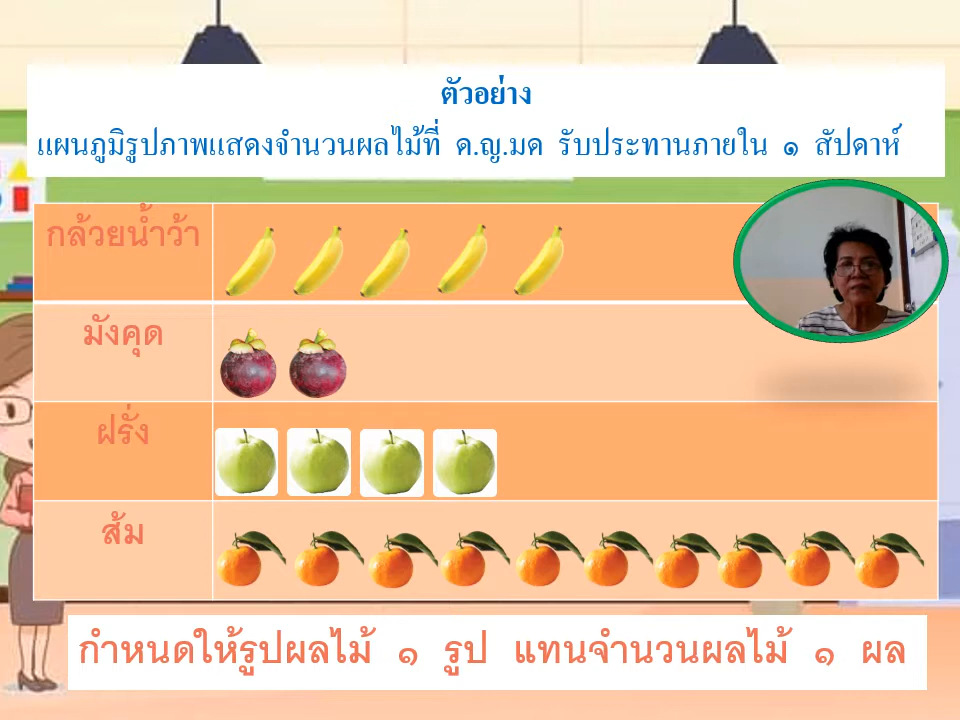 ตัวอย่าง
แผนภูมิรูปภาพแสดงจำนวนผลไม้ที่ ด.ญ.มด รับประทานภายใน ๑ สัปดาห์
กล้วยน้ำว้า
มังคุด
ฝรั่ง
ส้ม
กำหนดให้รูปผลไม้ ๑ รูป แทนจำนวนผลไม้ ๑ ผล